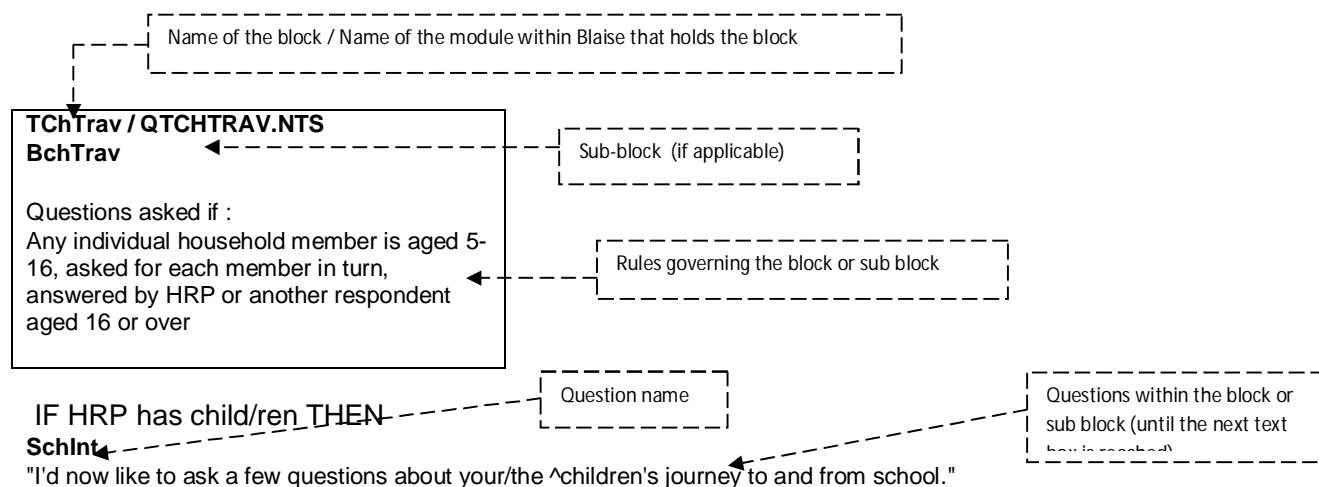 Name of the block / Name of the module within Blaise that holds the block
TChTrav / QTCHTRAV.NTS
BchTrav
Sub-block (if applicable)
Questions asked if :
Any individual household member is aged 5-
16, asked for each member in turn,
answered by HRP or another respondent
aged 16 or over
Rules governing the block or sub block
Question name
Questions within the block or
sub block (until the next text
box is reached)
IF HRP has child/ren THEN
SchInt
"I'd now like to ask a few questions about your/the ^children's journey to and from school."